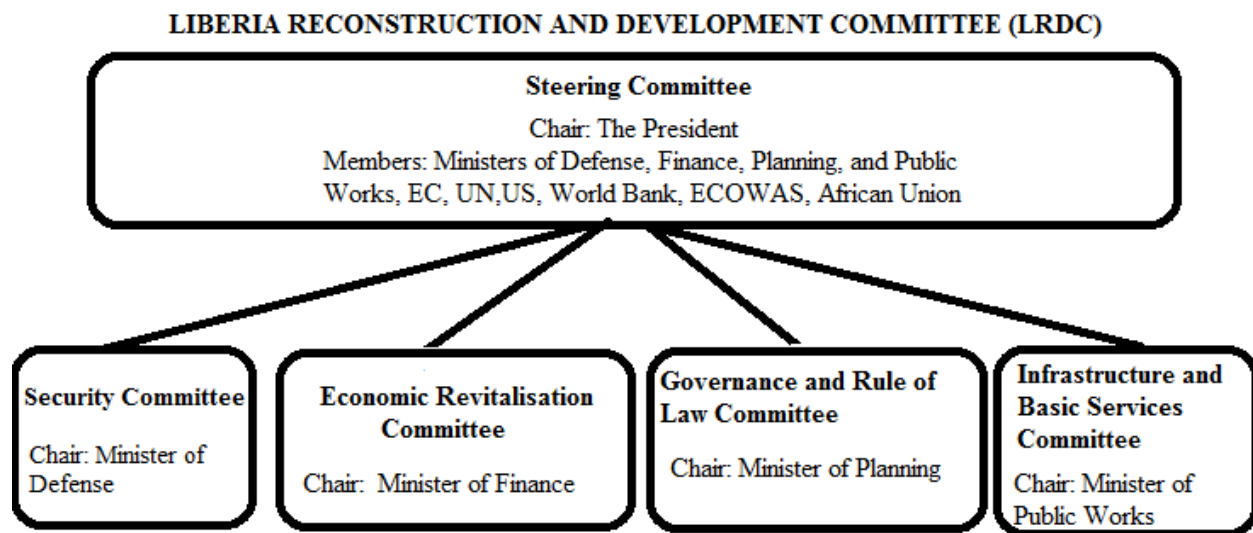 LIBERIA RECONSTRUCTION AND DEVELOPMENT COMMITTEE (LRDC)
Steering Committee
Chair: The President
Members: Ministers of Defense, Finance, Planning, and Public
Works, EC, UN,US, World Bank, ECOWAS, African Union
Security Committee
Chair: Minister of
Defense
Economic Revitalisation
Committee
Chair: Minister of Finance
Governance and Rule of
Law Committee
Chair: Minister of Planning
Infrastructure and
Basic Services
Committee
Chair: Minister of
Public Works